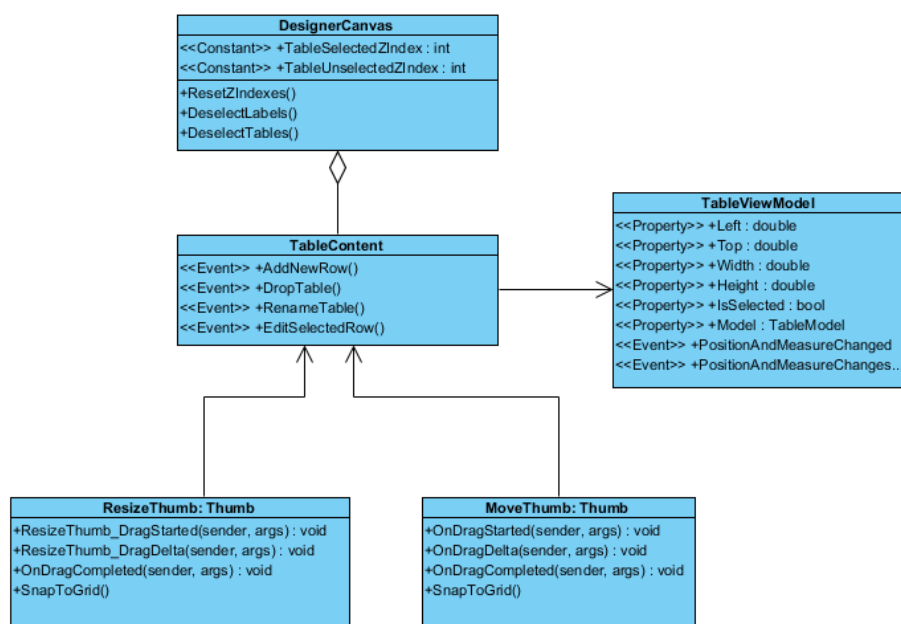 DesignerCanvas
<<Constant>> +TableSelectedZIndex : int
<<Constant>> +TableUnselectedZIndex : int
+ResetZIndexes()
+DeselectLabels()
+DeselectTables()
TableContent
<<Event>> +AddNewRow()
<<Event>> +DropTable()
<<Event>> +RenameTable()
<<Event>> +EditSelectedRow()
TableViewModel
<<Property>> +Left : double
<<Property>> +Top : double
<<Property>> +Width : double
<<Property>> +Height : double
<<Property>> +IsSelected : bool
<<Property>> +Model : TableModel
<<Event>> +PositionAndMeasureChanged
<<Event>> +PositionAndMeasureChanges...
ResizeThumb: Thumb
+ResizeThumb_DragStarted(sender, args) : void
+ResizeThumb_DragDelta(sender, args) : void
+OnDragCompleted(sender, args) : void
+SnapToGrid()
MoveThumb: Thumb
+OnDragStarted(sender, args) : void
+OnDragDelta(sender, args) : void
+OnDragCompleted(sender, args) : void
+SnapToGrid()